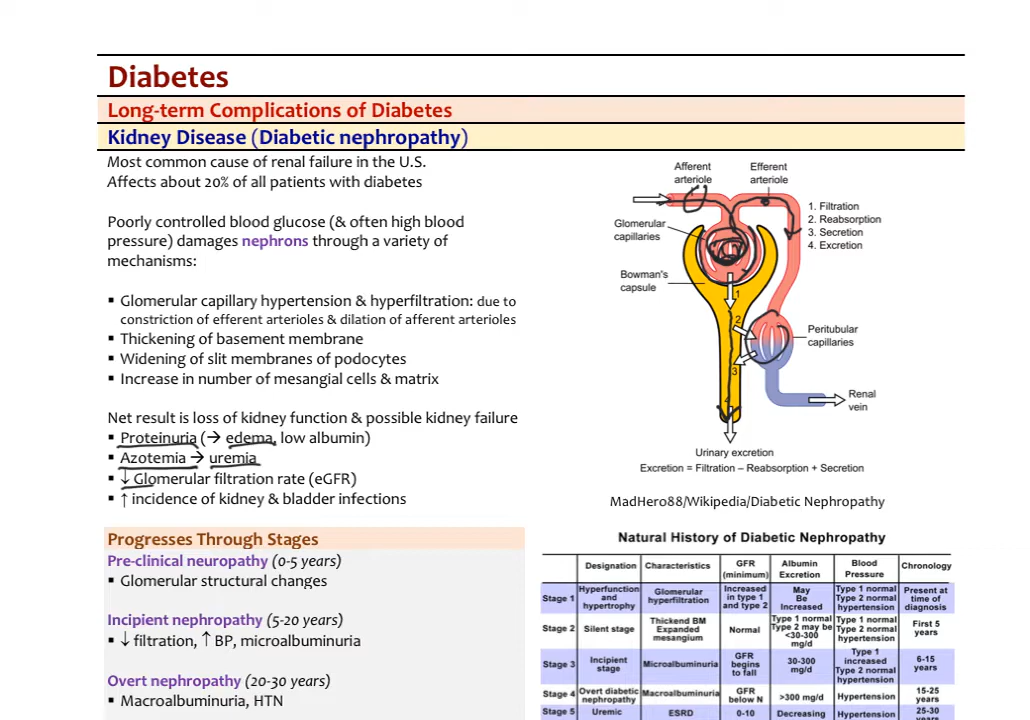 Diabetes
Long-term Complications of Diabetes
Kidney Disease (Diabetic nephropathy)
Most common cause of renal failure in the U.S.
Affects about 20% of all patients with diabetes
Poorly controlled blood glucose (& often high blood
pressure) damages nephrons through a variety of
mechanisms:
▪ Glomerular capillary hypertension & hyperfiltration: due to
constriction of efferent arterioles & dilation of afferent arterioles
▪ Thickening of basement membrane
▪ Widening of slit membranes of podocytes
▪ Increase in number of mesangial cells & matrix
Net result is loss of kidney function & possible kidney failure
▪ Proteinuria (→ edema, low albumin)
▪ Azotemia → uremia
▪ ↓ Glomerular filtration rate (eGFR)
▪ ↑ incidence of kidney & bladder infections
Progresses Through Stages
Pre-clinical neuropathy (0-5 years)
▪ Glomerular structural changes
Incipient nephropathy (5-20 years)
▪ ↓ filtration, ↑ BP, microalbuminuria
Overt nephropathy (20-30 years)
▪ Macroalbuminuria, HTN
Afferent arteriole
Efferent arteriole
1. Filtration
2. Reabsorption
3. Secretion
4. Excretion
Glomerular
capillaries
Bowman's
capsule
1
2
3
4
Peritubular
capillaries
Renal
vein
Urinary excretion
Excretion = Filtration – Reabsorption + Secretion
MadHero88/Wikipedia/Diabetic Nephropathy
Natural History of Diabetic Nephropathy
Designation Characteristics GFR (minimum) Albumin Excretion Blood Pressure Chronology
Stage 1 Hyperfunction and hypertrophy Glomerular hyperfiltration Increased in type 1 and type 2 May Be Increased Type 1 normal Type 2 normal hypertension Present at time of diagnosis
Stage 2 Silent stage Thickend BM Expanded mesangium Normal Type 1 normal Type 2 may be <30-300 mg/d Type 1 normal Type 2 normal hypertension First 5 years
Stage 3 Incipient stage Microalbuminuria GFR begins to fall 30-300 mg/d Type 1 increased Type 2 normal hypertension 6-15 years
Stage 4 Overt diabetic nephropathy Macroalbuminuria GFR below N >300 mg/d Hypertension 15-25 years
Stage 5 Uremic ESRD 0-10 Decreasing Hypertension 25-30 years